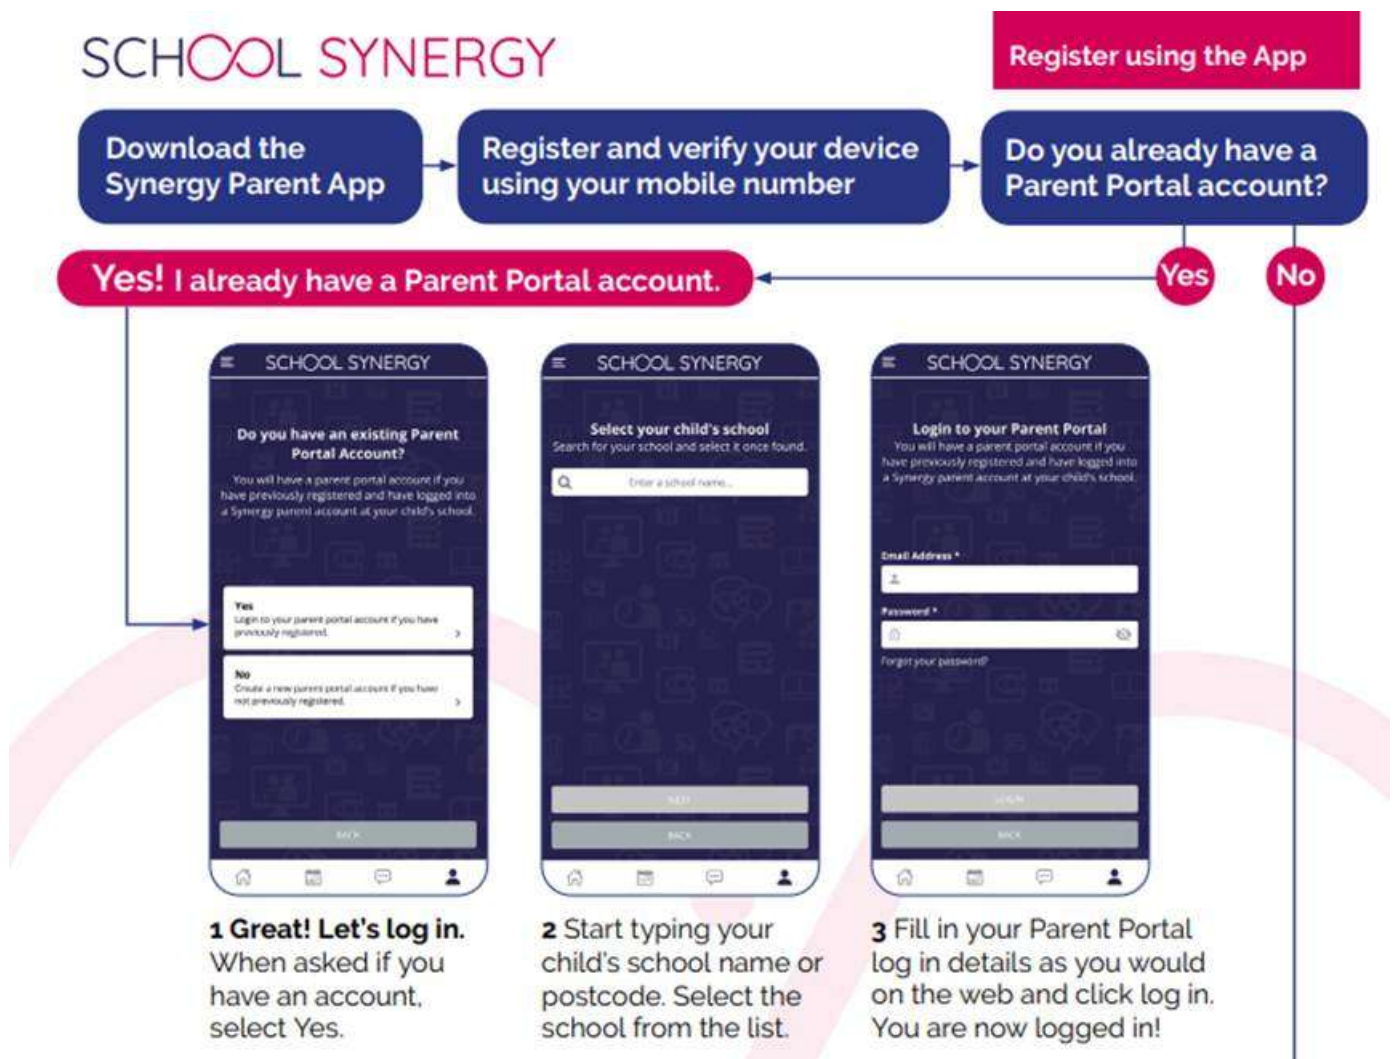 SCHOOL SYNERGY
Register using the App
Download the
Synergy Parent App
Register and verify your device
using your mobile number
Do you already have a
Parent Portal account?
Yes! I already have a Parent Portal account.
Yes
No
SCHOOL SYNERGY
Do you have an existing Parent
Portal Account?
You will have a parent portal account if you
have previously registered and have logged into
a Synergy parent account at your child's school.
Yes
Login to your parent portal account if you have
previously registered.
No
Create a new parent portal account if you have
not previously registered.
BACK
SCHOOL SYNERGY
Select your child's school
Search for your school and select it once found.
Enter a school name...
NEXT
BACK
SCHOOL SYNERGY
Login to your Parent Portal
You will have a parent portal account if you
have previously registered and have logged into
a Synergy parent account at your child's school.
Email Address *
Password *
Forgot your password?
LOGIN
BACK
1 Great! Let's log in.
When asked if you
have an account,
select Yes.
2 Start typing your
child's school name or
postcode. Select the
school from the list.
3 Fill in your Parent Portal
log in details as you would
on the web and click log in.
You are now logged in!